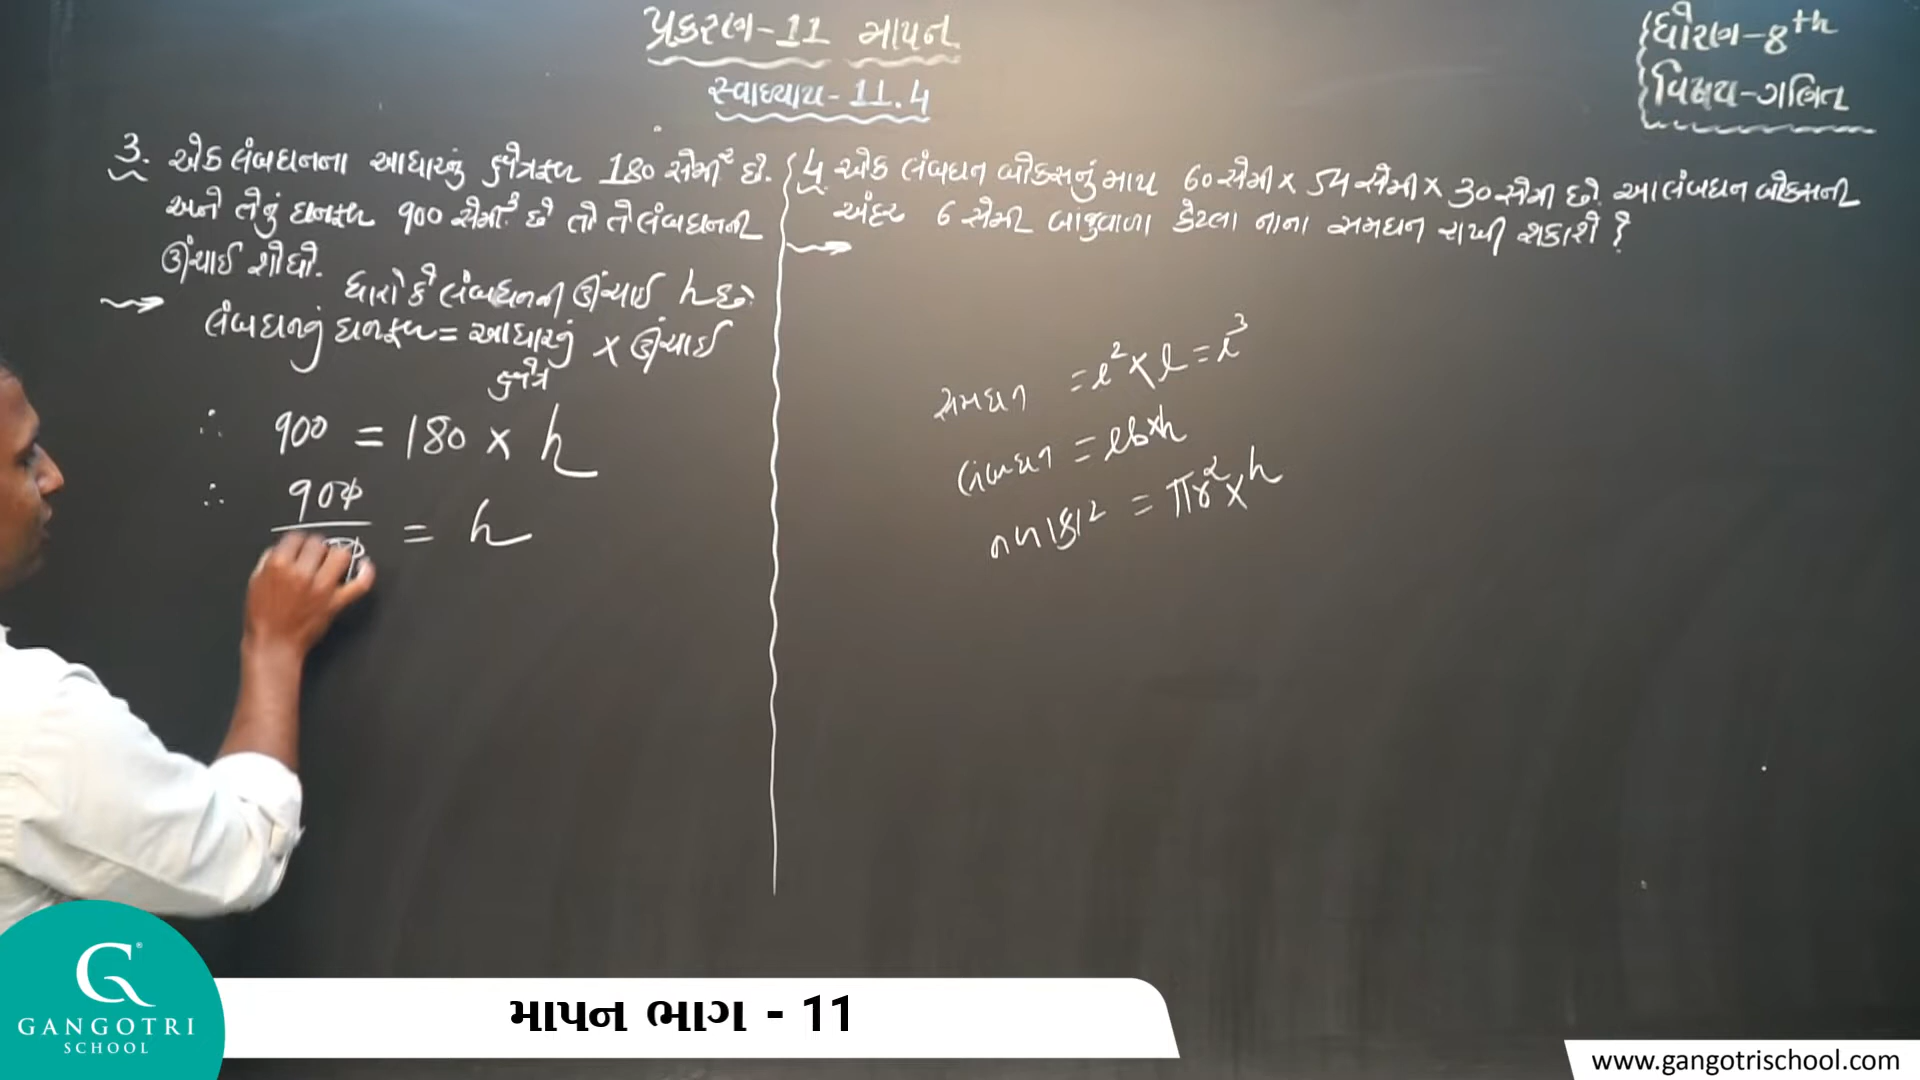 પ્રકરણ-11 માપન
સ્વાધ્યાય-11.4
ધોરણ-8th
વિષય-ગણિત
3. એક લંબઘનના આધારનું ક્ષેત્રફળ 180 સેમી² છે.
અને તેનું ઘનફળ 900 સેમી³ છે તો તે લંબઘનની
ઊંચાઈ શોધો.
ધારો કે લંબઘનની ઊંચાઈ h છે.
લંબઘનનું ઘનફળ = આધારનું × ઊંચાઈ
ક્ષેત્ર
∴ 900 = 180 × h
∴ 900
= h
4 એક લંબઘન બોક્સનું માપ 60 સેમી × 54 સેમી × 30 સેમી છે. આ લંબઘન બોક્સની
અંદર 6 સેમી બાજુવાળા કેટલા નાના સમઘન રાખી શકાશે ?
સમઘન = l² × l = l³
લંબઘન = lb×h
નળાકાર = πr² × h
G
GANGOTRI
SCHOOL
માપન ભાગ - 11
www.gangotrischool.com